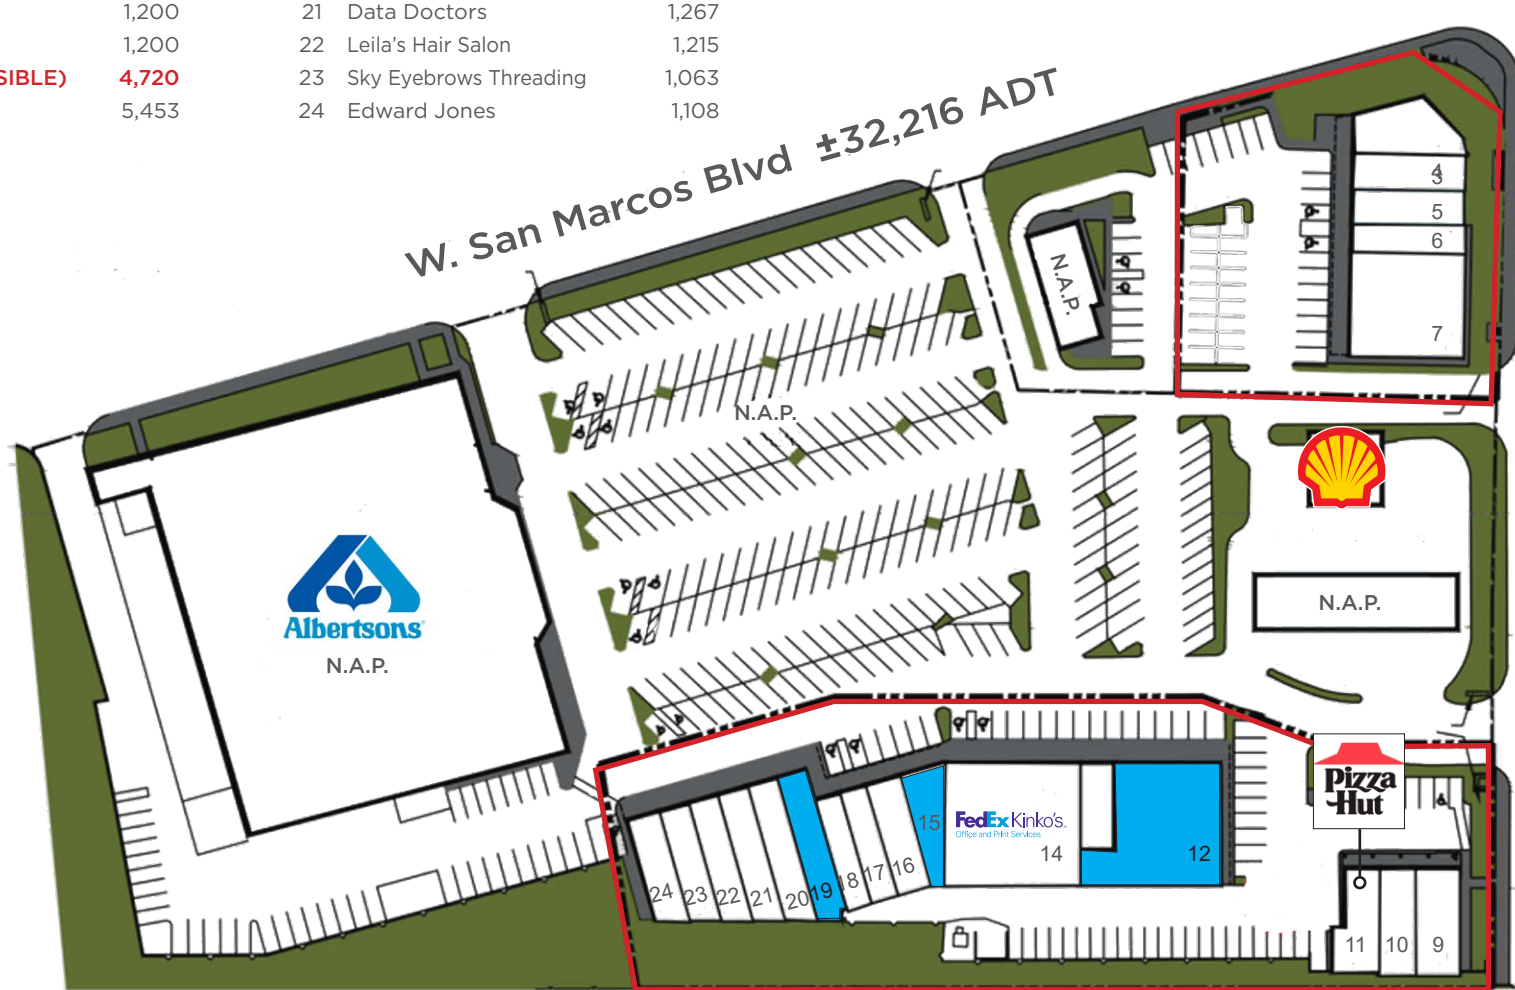 1,200 21 Data Doctors 1,267
1,200 22 Leila's Hair Salon 1,215
SIBLE) 4,720 23 Sky Eyebrows Threading 1,063
5,453 24 Edward Jones 1,108
W. San Marcos Blvd ±32,216 ADT
4
3
5
6
7
N.A.P.
N.A.P.
N.A.P.
Albertsons
N.A.P.
Pizza
Hut
FedEx Kinko's
Office and Print Services
24
23
22
21
20
19
18
17
16
15
14
12
11
10
9